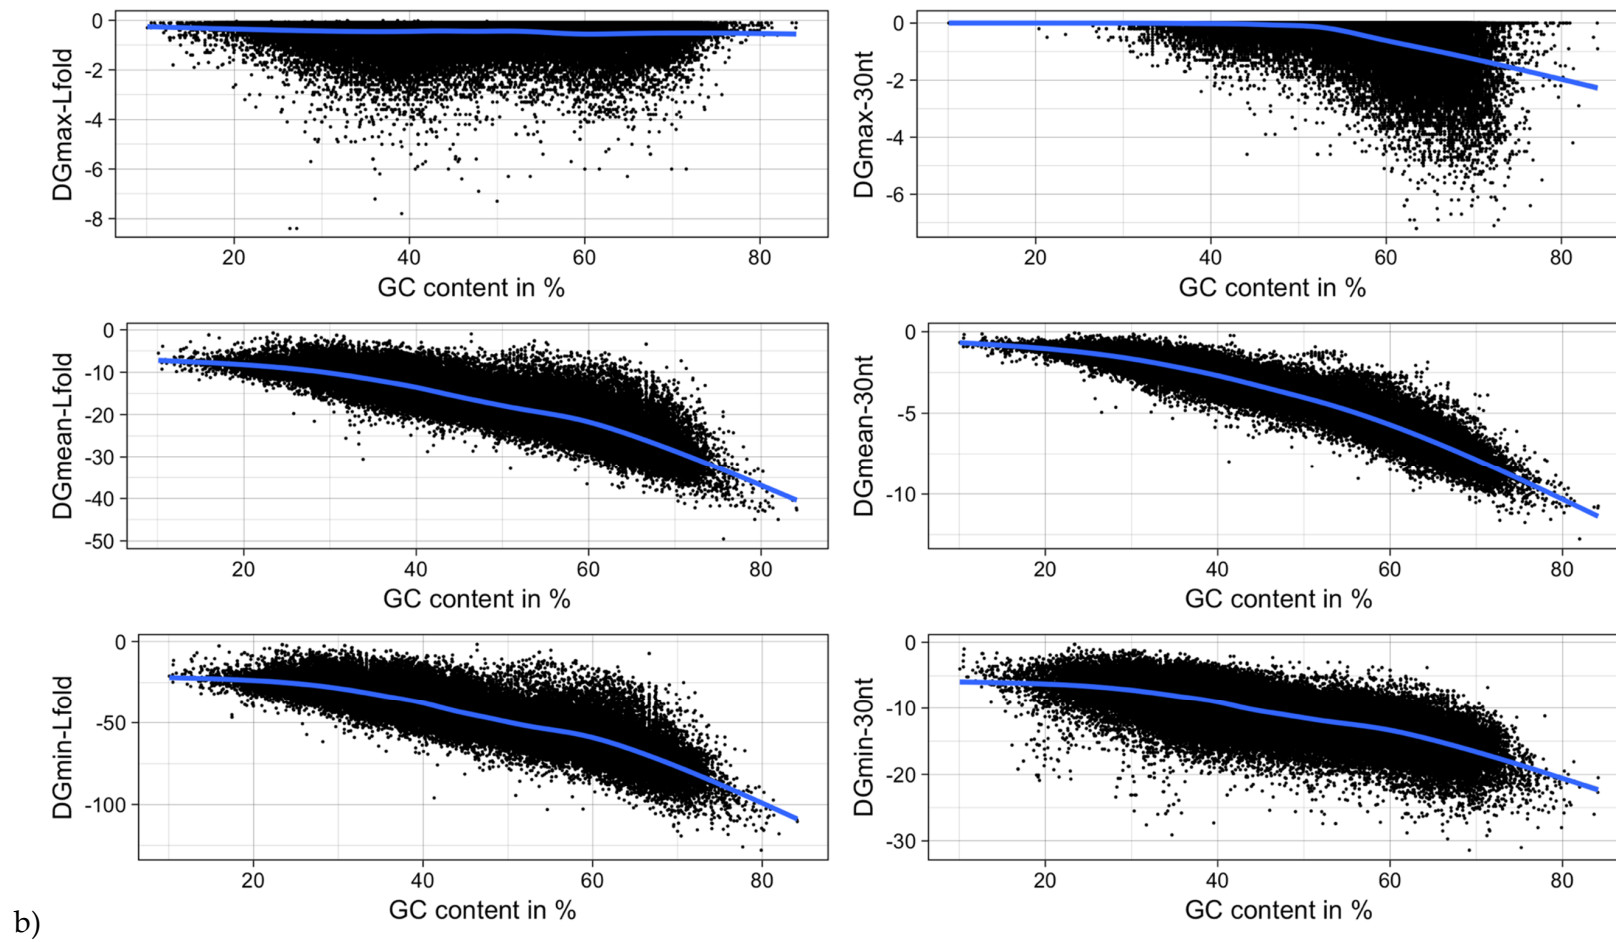 DGmax-Lfold
0
-2
-4
-6
-8
20 40 60 80
GC content in %
DGmax-30nt
0
-2
-4
-6
20 40 60 80
GC content in %
DGmean-Lfold
0
-10
-20
-30
-40
-50
20 40 60 80
GC content in %
DGmean-30nt
0
-5
-10
20 40 60 80
GC content in %
DGmin-Lfold
0
-50
-100
20 40 60 80
GC content in %
DGmin-30nt
0
-10
-20
-30
20 40 60 80
GC content in %
b)